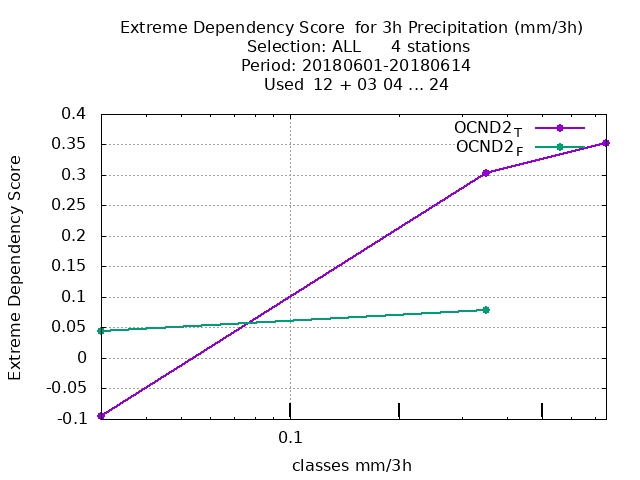 Extreme Dependency Score  for 3h Precipitation (mm/3h)
Selection: ALL      4 stations
Period: 20180601-20180614
Used  12 + 03 04 ... 24
OCND2T
OCND2F
Extreme Dependency Score
0.4
0.35
0.3
0.25
0.2
0.15
0.1
0.05
0
-0.05
-0.1
0.1
classes mm/3h